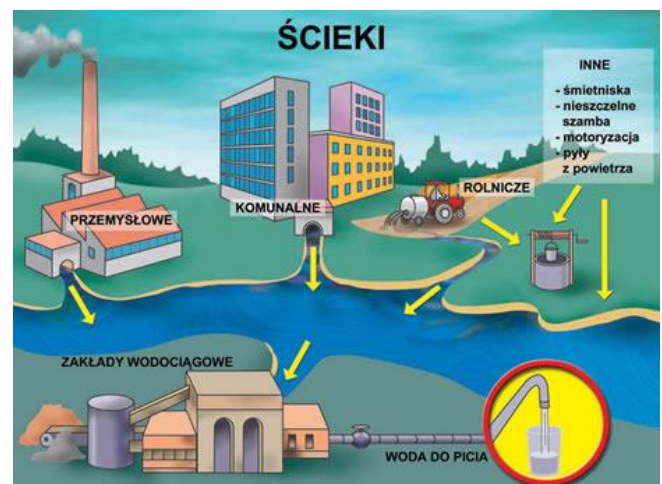 ŚCIEKI
INNE
- śmietniska
- nieszczelne
szamba
- motoryzacja
- pyły
z powietrza
PRZEMYSŁOWE
KOMUNALNE
ROLNICZE
ZAKŁADY WODOCIĄGOWE
WODA DO PICIA